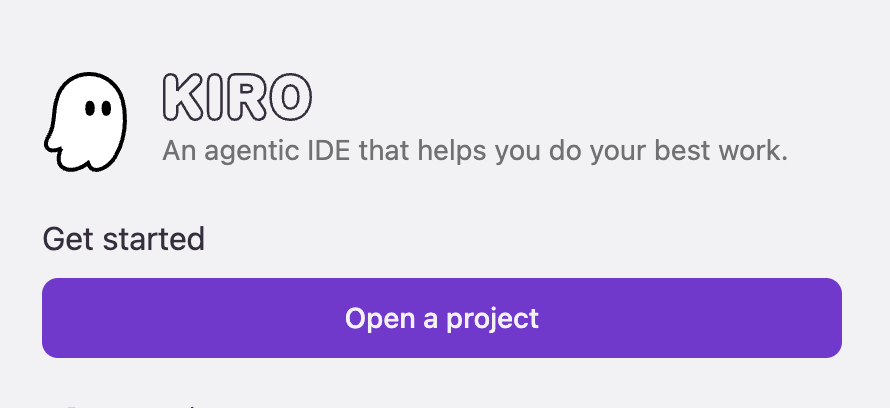 KIRO
An agentic IDE that helps you do your best work.
Get started
Open a project